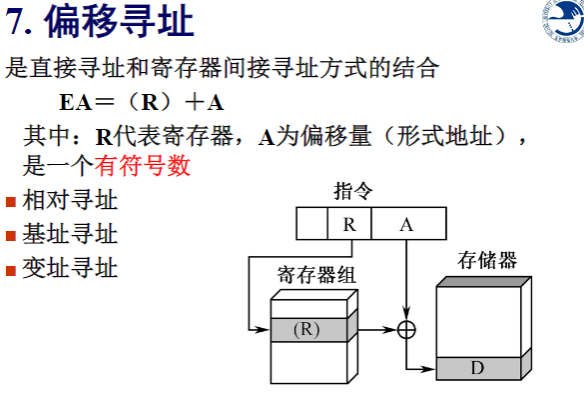 7. 偏移寻址
是直接寻址和寄存器间接寻址方式的结合
EA＝（R）＋A
其中：R代表寄存器，A为偏移量（形式地址），
是一个有符号数
相对寻址
基址寻址
变址寻址
指令
R A
寄存器组
存储器
(R)
D